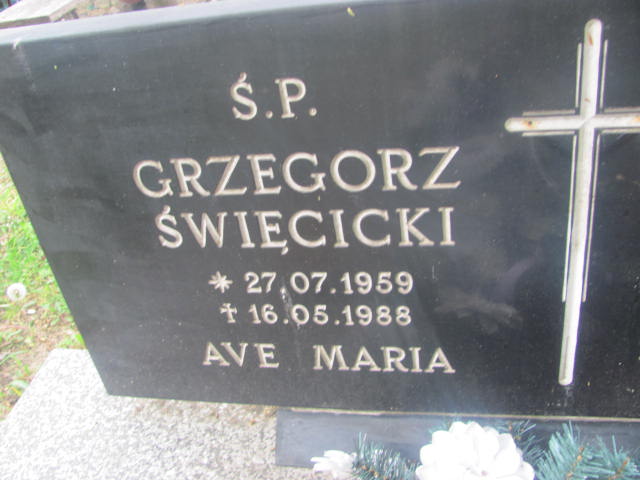 Ś.P.
GRZEGORZ
ŚWIĘCICKI
* 27.07.1959
† 16.05.1988
AVE MARIA